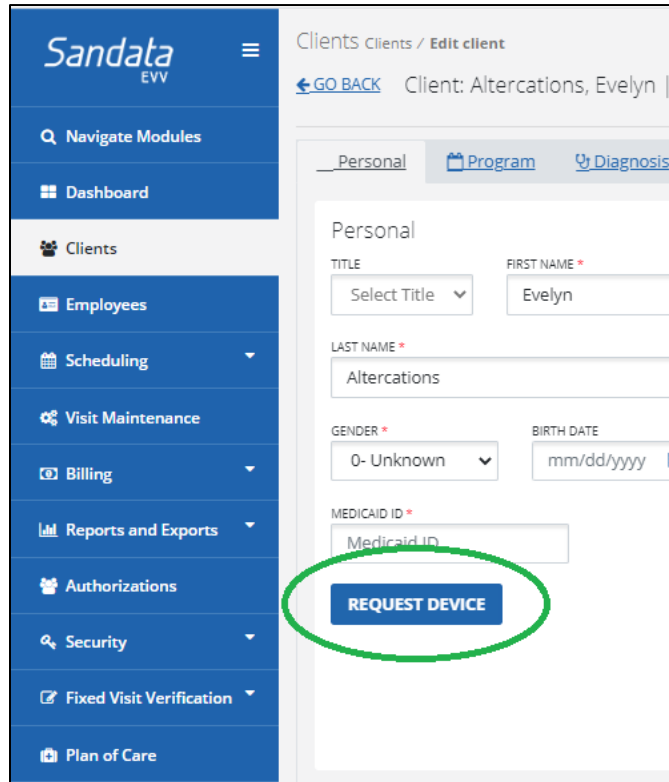 Sandata
EVV
Navigate Modules
Dashboard
Clients
Employees
Scheduling
Visit Maintenance
Billing
Reports and Exports
Authorizations
Security
Fixed Visit Verification
Plan of Care
Clients Clients / Edit client
GO BACK Client: Altercations, Evelyn |
Personal Program Diagnosis
Personal
TITLE FIRST NAME *
Select Title Evelyn
LAST NAME *
Altercations
GENDER * BIRTH DATE
0- Unknown mm/dd/yyyy
MEDICAID ID *
Medicaid ID
REQUEST DEVICE